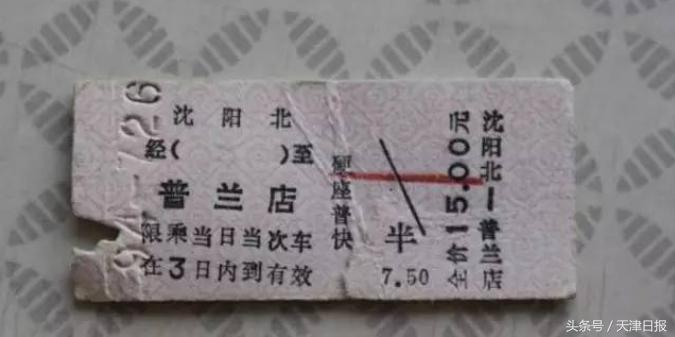 沈阳北
经( )至
普兰店
限乘当日当次车
在3日内到有效
硬座普快
半
7.50
全价15.00元
沈阳北—普兰店
头条号／天津日报